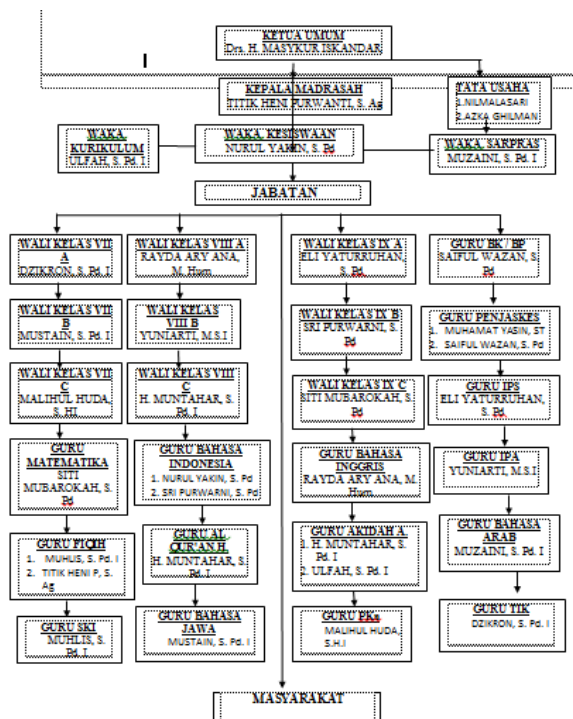 KETUA UMUM
Drs. H. MASYKUR ISKANDAR
I
KEPALA MADRASAH
TITIK HENI PURWANTI, S. Ag
TATA USAHA
1.NILMALASARI
2.AZKA GHILMAN
WAKA.
KURIKULUM
ULFAH, S. Pd. I
WAKA. KESISWAAN
NURUL YAKIN, S. Pd
WAKA. SARPRAS
MUZAINI, S. Pd. I
JABATAN
WALI KELAS VII
A
DZIKRON, S. Pd. I
WALI KELAS VIII A
RAYDA ARY ANA,
M. Hum
WALI KELAS IX A
ELI YATURRUHAN,
S. Pd.
GURU BK / BP
SAIFUL WAZAN, S.
Pd
WALI KELAS VII
B
MUSTAIN, S. Pd. I
WALI KELAS
VIII B
YUNIARTI, M.S.I
WALI KELAS IX B
SRI PURWARNI, S.
Pd
GURU PENJASKES
1. MUHAMAT YASIN, ST
2. SAIFUL WAZAN, S. Pd
WALI KELAS VII
C
MALIHUL HUDA,
S. HI
WALI KELAS VIII
C
H. MUNTAHAR, S.
Pd. I
WALI KELAS IX C
SITI MUBAROKAH, S.
Pd
GURU IPS
ELI YATURRUHAN,
S. Pd.
GURU
MATEMATIKA
SITI
MUBAROKAH, S.
Pd
GURU BAHASA
INDONESIA
1. NURUL YAKIN, S. Pd
2. SRI PURWARNI, S. Pd
GURU BAHASA
INGGRIS
RAYDA ARY ANA, M.
Hum
GURU IPA
YUNIARTI, M.S.I
GURU FIQIH
1. MUHLIS, S. Pd. I
2. TITIK HENI P, S.
Ag
GURU AL
QUR'AN H.
H. MUNTAHAR, S.
Pd. I
GURU AKIDAH A.
1. H. MUNTAHAR, S.
Pd. I
2. ULFAH, S. Pd. I
GURU BAHASA
ARAB
MUZAINI, S. Pd. I
GURU SKI
MUHLIS, S.
Pd. I
GURU BAHASA
JAWA
MUSTAIN, S. Pd. I
GURU PKn
MALIHUL HUDA,
S.H.I
GURU TIK
DZIKRON, S. Pd. I
MASYARAKAT